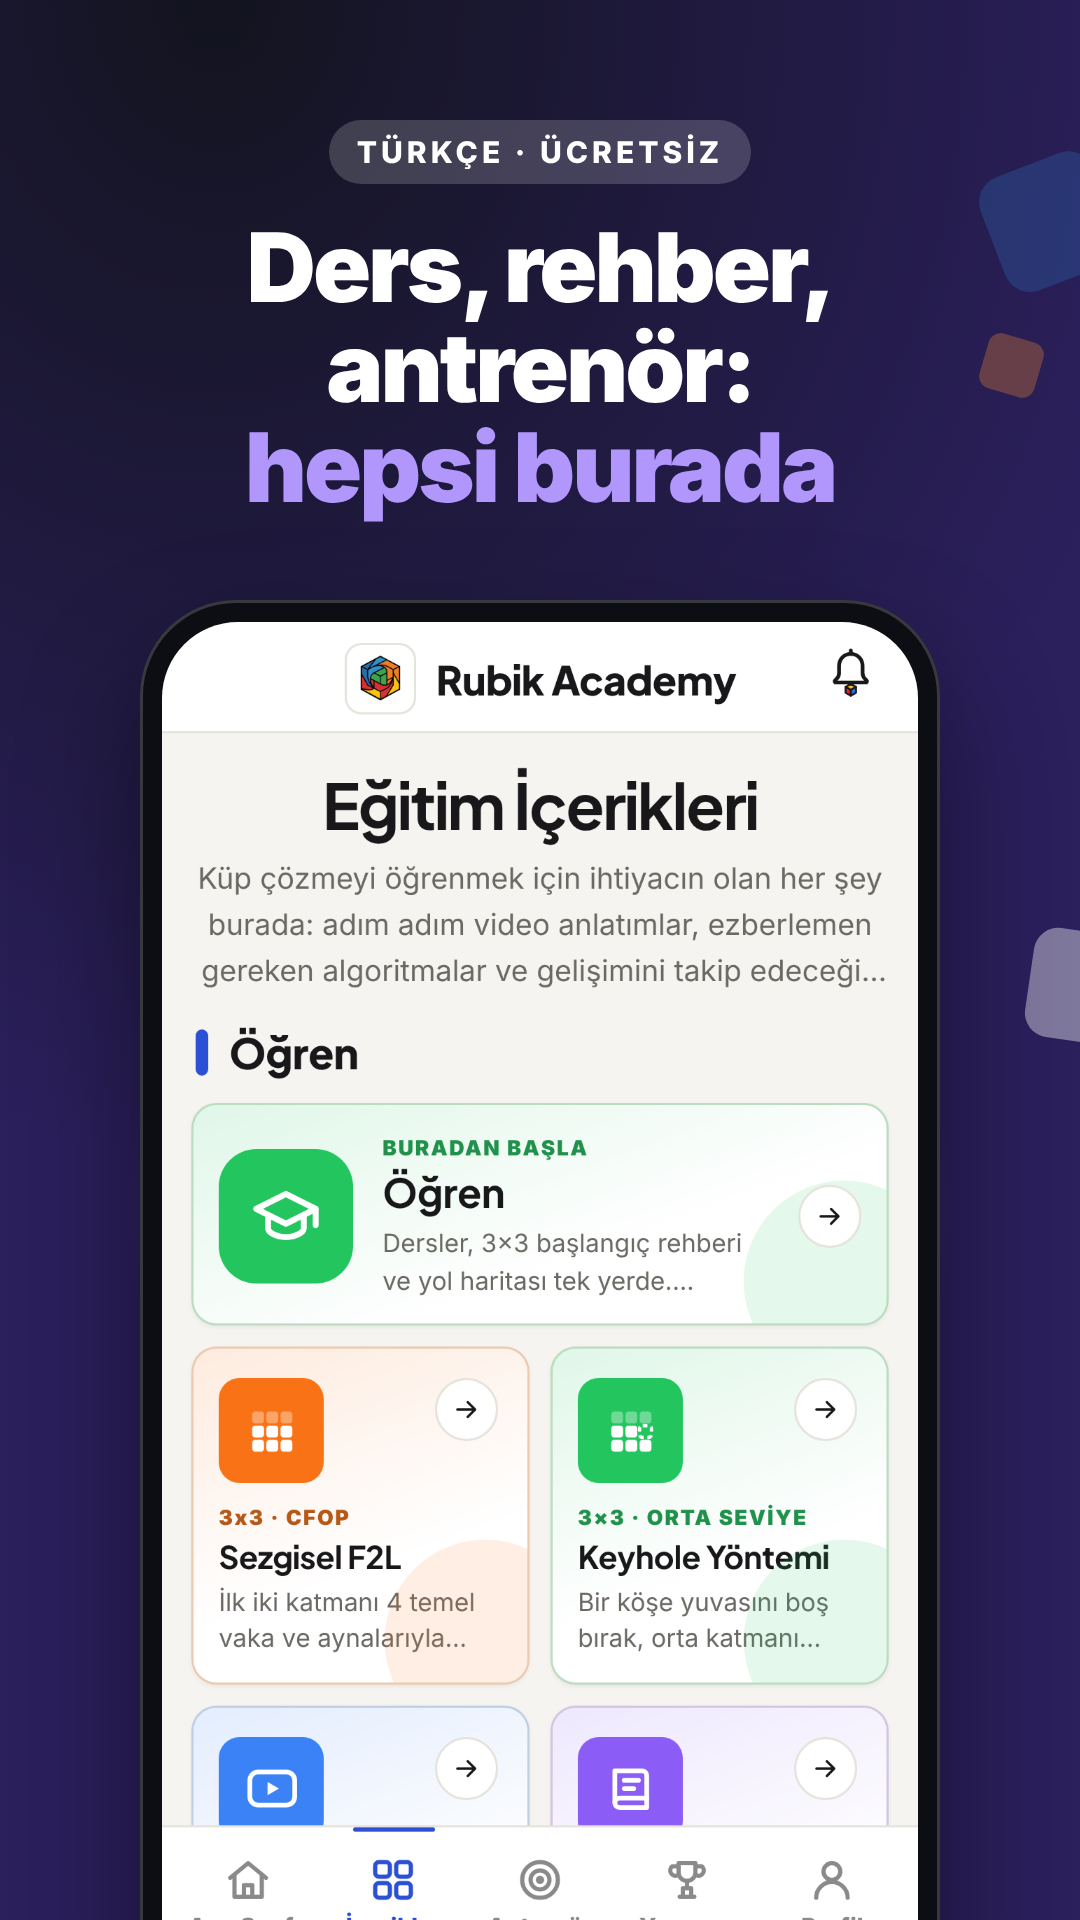 TÜRKÇE · ÜCRETSİZ
Ders, rehber,
antrenör:
hepsi burada
Rubik Academy
Eğitim İçerikleri
Küp çözmeyi öğrenmek için ihtiyacın olan her şey
burada: adım adım video anlatımlar, ezberlemen
gereken algoritmalar ve gelişimini takip edeceği...
Öğren
BURADAN BAŞLA
Öğren
Dersler, 3×3 başlangıç rehberi
ve yol haritası tek yerde....
3x3 · CFOP
Sezgisel F2L
İlk iki katmanı 4 temel
vaka ve aynalarıyla...
3×3 · ORTA SEVİYE
Keyhole Yöntemi
Bir köşe yuvasını boş
bırak, orta katmanı...